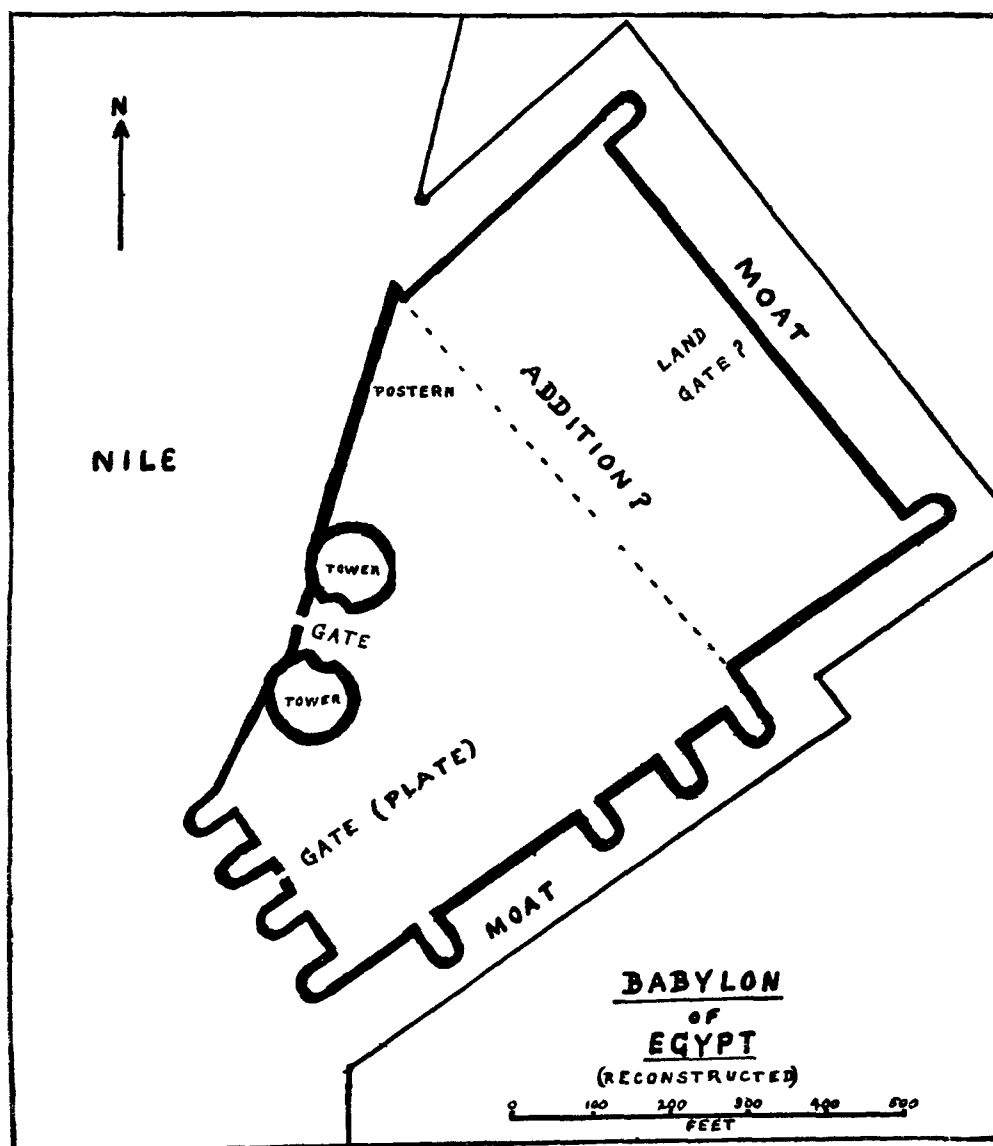 N
MOAT
LAND
GATE?
POSTERN
ADDITION?
NILE
TOWER
GATE
TOWER
GATE (PLATE)
MOAT
BABYLON
OF
EGYPT
(RECONSTRUCTED)
0 100 200 300 400 500
FEET